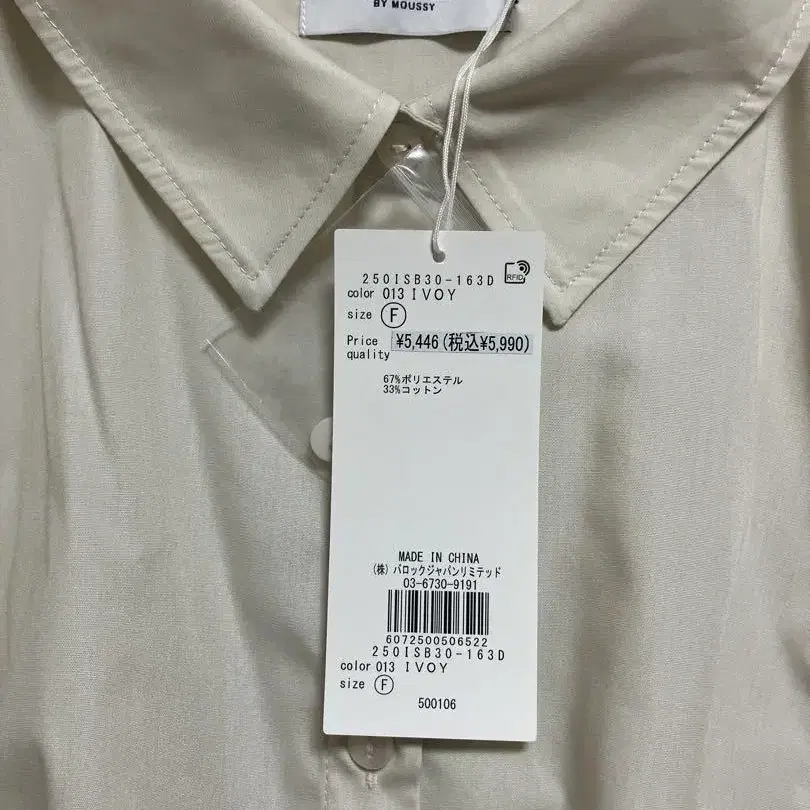 BY MOUSSY
250ISB30-163D
RFID
color 013 IVOY
size F
Price ¥5,446(税込¥5,990)
quality
67%ポリエステル
33%コットン
MADE IN CHINA
(株)バロックジャパンリミテッド
03-6730-9191
6072500506522
250ISB30-163D
color 013 IVOY
size F
500106